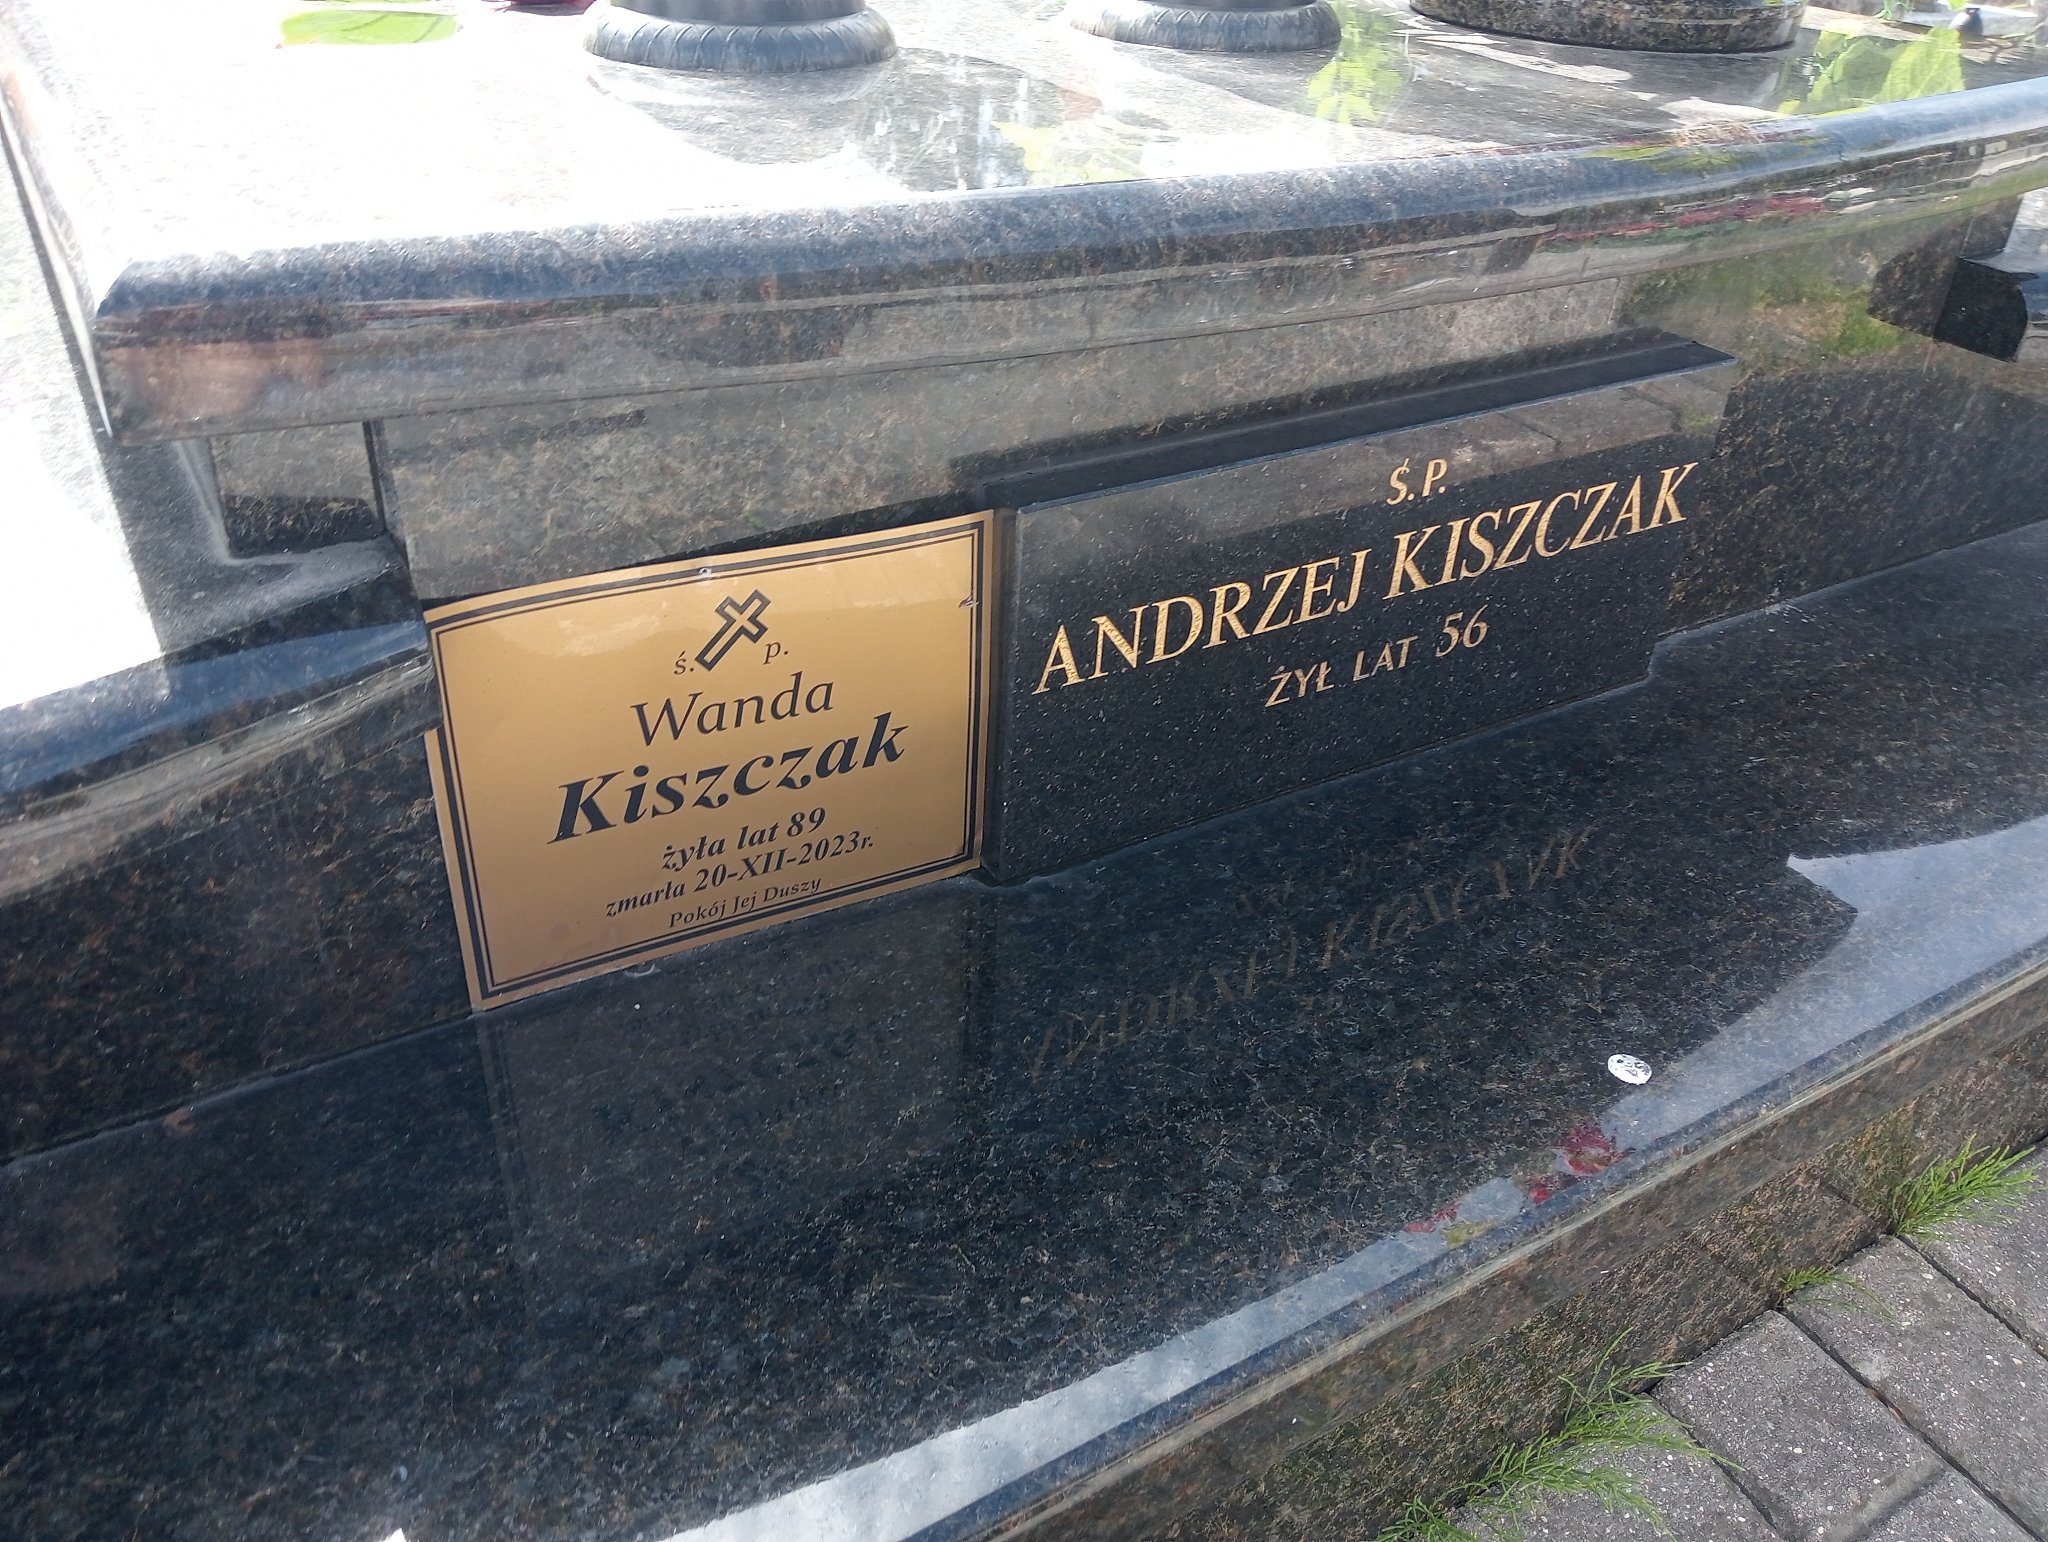 ś. p.
Wanda
Kiszczak
żyła lat 89
zmarła 20-XII-2023r.
Pokój Jej Duszy
Ś.P.
ANDRZEJ KISZCZAK
ŻYŁ LAT 56